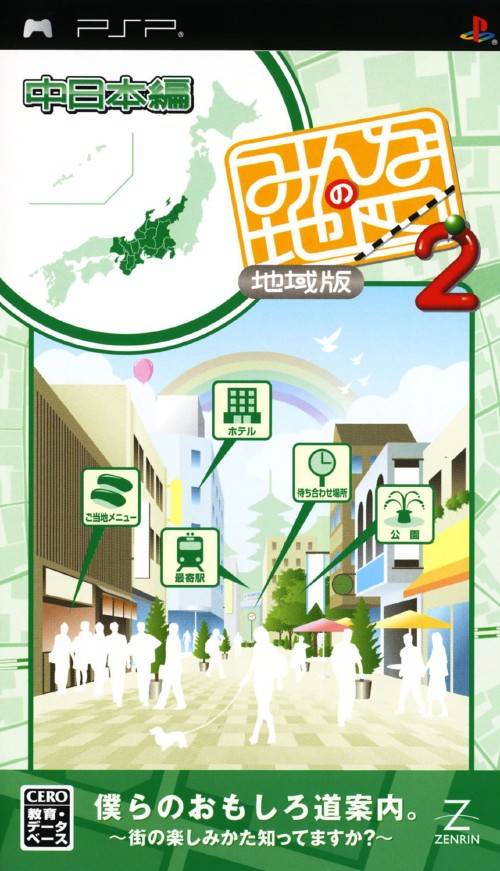 PSP®
中日本編
みんな
の
地図
2
地域版
ホテル
待ち合わせ場所
ご当地メニュー
公園
最寄駅
CERO
教育・
データ
ベース
僕らのおもしろ道案内。
～街の楽しみかた知ってますか?～
Z
ZENRIN